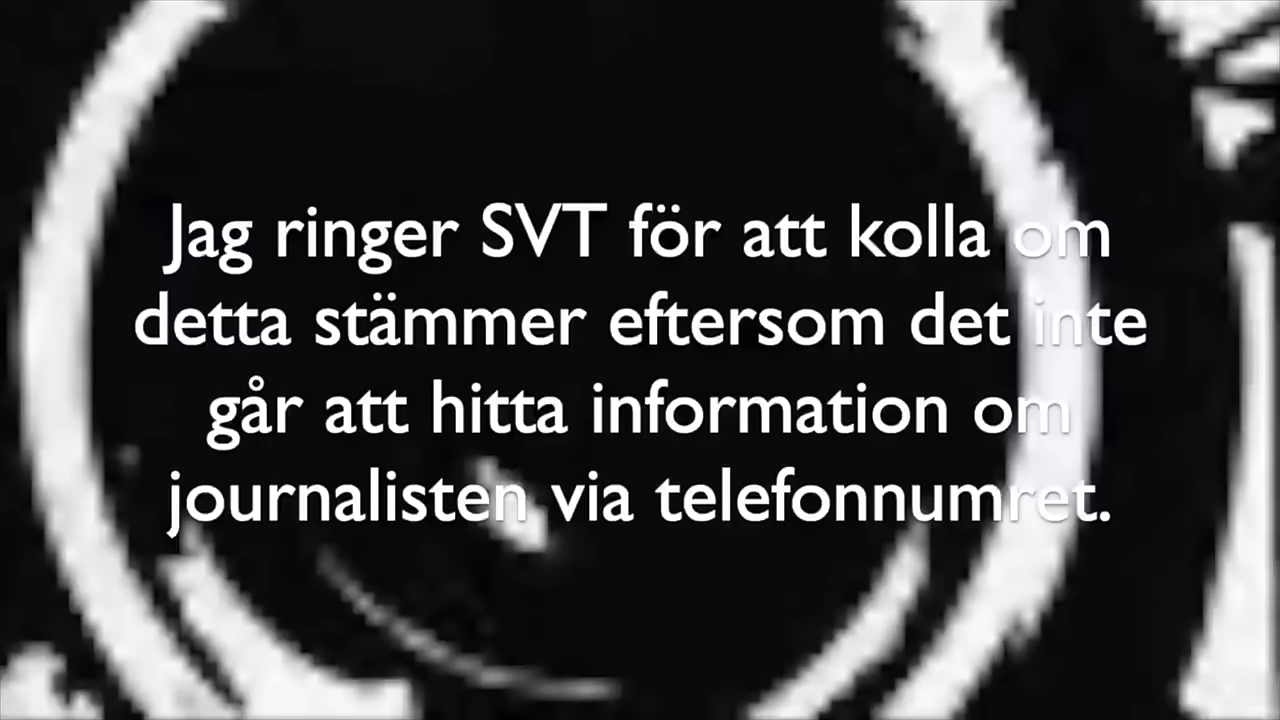 Jag ringer SVT för att kolla om
detta stämmer eftersom det inte
går att hitta information om
journalisten via telefonnumret.